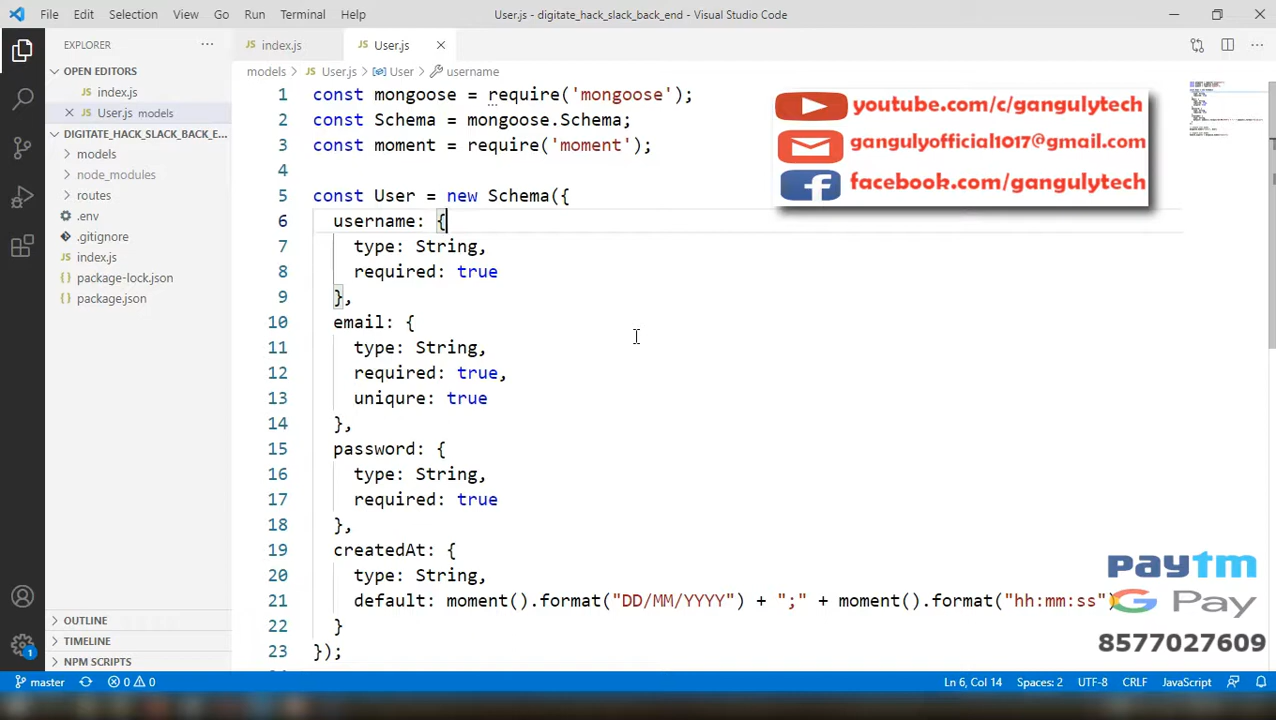 File Edit Selection View Go Run Terminal Help User.js - digitate_hack_slack_back_end - Visual Studio Code
EXPLORER
OPEN EDITORS
index.js
User.js models
DIGITATE_HACK_SLACK_BACK_E...
models
node_modules
routes
.env
.gitignore
index.js
package-lock.json
package.json
OUTLINE
TIMELINE
NPM SCRIPTS
index.js User.js
models > User.js > User > username
1 const mongoose = require('mongoose');
2 const Schema = mongoose.Schema;
3 const moment = require('moment');
4
5 const User = new Schema({
6 username: {
7 type: String,
8 required: true
9 },
10 email: {
11 type: String,
12 required: true,
13 uniqure: true
14 },
15 password: {
16 type: String,
17 required: true
18 },
19 createdAt: {
20 type: String,
21 default: moment().format("DD/MM/YYYY") + ";" + moment().format("hh:mm:ss")
22 }
23 });
youtube.com/c/gangulytech
gangulyofficial1017@gmail.com
facebook.com/gangulytech
paytm
G Pay
8577027609
1
master 0 0 Ln 6, Col 14 Spaces: 2 UTF-8 CRLF JavaScript